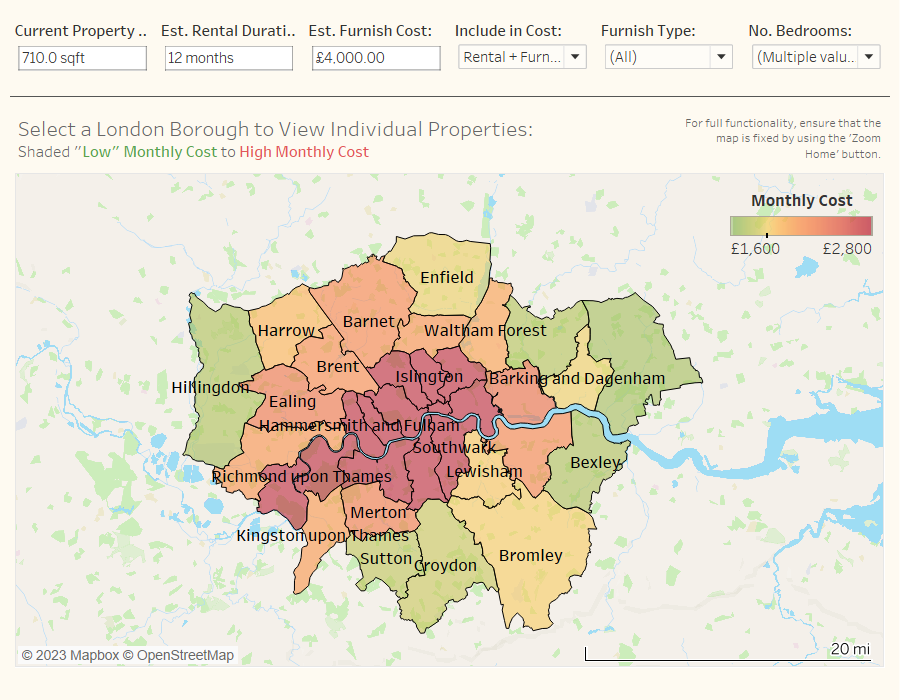 Current Property .. Est. Rental Durati.. Est. Furnish Cost: Include in Cost: Furnish Type: No. Bedrooms:
710.0 sqft 12 months £4,000.00 Rental + Furn... (All) (Multiple valu...
Select a London Borough to View Individual Properties:
Shaded "Low" Monthly Cost to High Monthly Cost
For full functionality, ensure that the
map is fixed by using the 'Zoom
Home' button.
Monthly Cost
£1,600 £2,800
Enfield
Barnet
Harrow
Waltham Forest
Brent
Islington
Barking and Dagenham
Hillingdon
Ealing
Hammersmith and Fulham
Southwark
Bexley
Lewisham
Richmond upon Thames
Merton
Kingston upon Thames
Bromley
Sutton
Croydon
20 mi
© 2023 Mapbox © OpenStreetMap